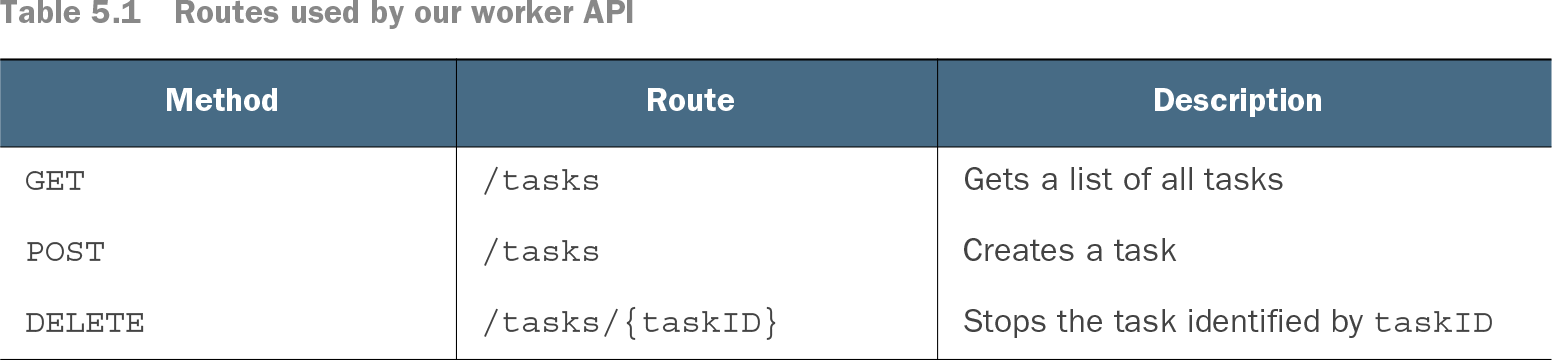 Table 5.1 Routes used by our worker API
Method Route Description
GET /tasks Gets a list of all tasks
POST /tasks Creates a task
DELETE /tasks/{taskID} Stops the task identified by taskID